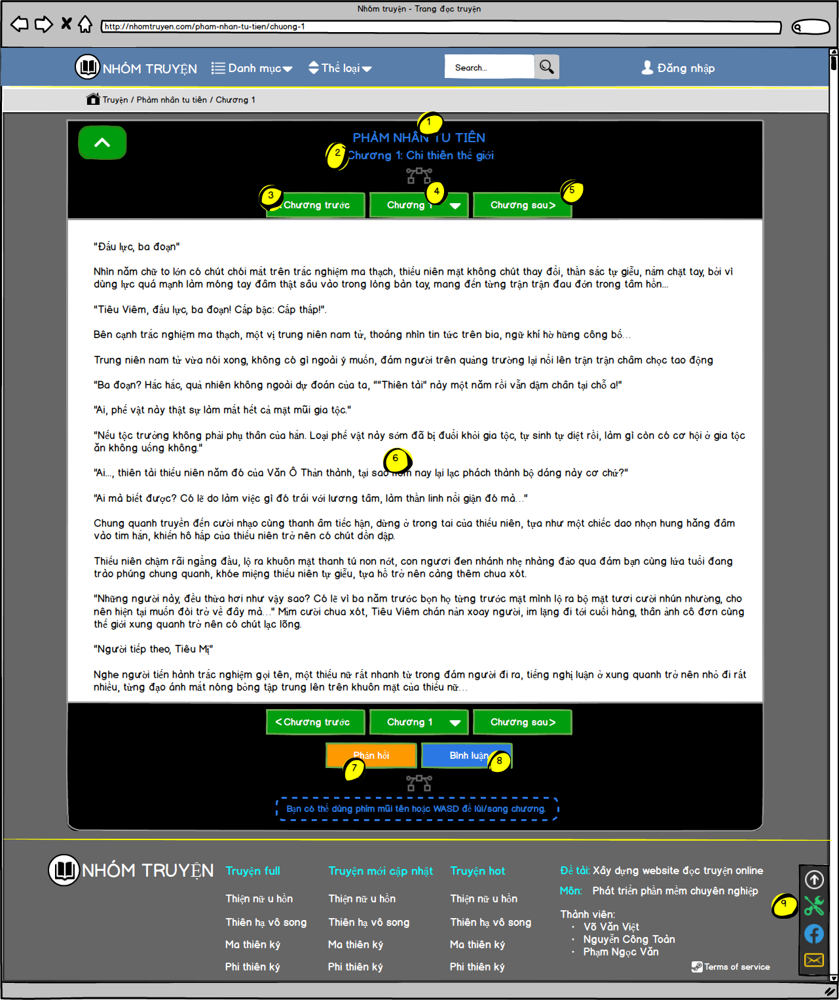 Nhóm truyện - Trang đọc truyện
http://nhomtruyen.com/pham-nhan-tu-tien/chuong-1
NHÓM TRUYỆN
Danh mục
Thể loại
Search...
Đăng nhập
Truyện / Phàm nhân tu tiên / Chương 1
1
PHÀM NHÂN TU TIÊN
2
Chương 1: Chi thiên thế giới
3
4
5
<Chương trước
Chương 1
Chương sau>
"Đấu lực, ba đoạn"
Nhìn năm chữ to lớn có chút chói mắt trên trắc nghiệm ma thạch, thiếu niên mặt không chút thay đổi, thần sắc tự giễu, nắm chặt tay, bởi vì
dùng lực quá mạnh làm móng tay đâm thật sâu vào trong lòng bàn tay, mang đến từng trận trận đau đớn trong tâm hồn...
"Tiêu Viêm, đấu lực, ba đoạn! Cấp bậc: Cấp thấp!".
Bên cạnh trắc nghiệm ma thạch, một vị trung niên nam tử, thoáng nhìn tin tức trên bia, ngữ khí hờ hững công bố...
Trung niên nam tử vừa nói xong, không có gì ngoài ý muốn, đám người trên quảng trường lại nổi lên trận trận châm chọc tao động
"Ba đoạn? Hắc hắc, quả nhiên không ngoài dự đoán của ta, ""Thiên tài" này một năm rồi vẫn dậm chân tại chỗ a!"
"Ai, phế vật này thật sự làm mất hết cả mặt mũi gia tộc."
"Nếu tộc trưởng không phải phụ thân của hắn. Loại phế vật này sớm đã bị đuổi khỏi gia tộc, tự sinh tự diệt rồi, làm gì còn có cơ hội ở gia tộc
ăn không uống không."
6
"Ai..., thiên tài thiếu niên năm đó của Văn Ô Thản thành, tại sao hôm nay lại lạc phách thành bộ dáng này cơ chứ?"
"Ai mà biết được? Có lẽ do làm việc gì đó trái với lương tâm, làm thần linh nổi giận đó mà..."
Chung quanh truyền đến cười nhạo cùng thanh âm tiếc hận, dừng ở trong tai của thiếu niên, tựa như một chiếc dao nhọn hung hăng đâm
vào tim hắn, khiến hô hấp của thiếu niên trở nên có chút dồn dập.
Thiếu niên chậm rãi ngẩng đầu, lộ ra khuôn mặt thanh tú non nớt, con ngươi đen nhánh nhẹ nhàng đảo qua đám bạn cùng lứa tuổi đang
trào phúng chung quanh, khóe miệng thiếu niên tự giễu, tựa hồ trở nên càng thêm chua xót.
"Những người này, đều thừa hơi như vậy sao? Có lẽ vì ba năm trước bọn họ từng trước mặt mình lộ ra bộ mặt tươi cười nhún nhường, cho
nên hiện tại muốn đòi trở về đây mà..." Mỉm cười chua xót, Tiêu Viêm chán nản xoay người, im lặng đi tới cuối hàng, thân ảnh cô đơn cùng
thế giới xung quanh trở nên có chút lạc lõng.
"Người tiếp theo, Tiêu Mị"
Nghe người tiến hành trắc nghiệm gọi tên, một thiếu nữ rất nhanh từ trong đám người đi ra, tiếng nghị luận ở xung quanh trở nên nhỏ đi rất
nhiều, từng đạo ánh mắt nóng bỏng tập trung lên trên khuôn mặt của thiếu nữ...
<Chương trước
Chương 1
Chương sau>
Phản hồi
Bình luận
7
8
Bạn có thể dùng phím mũi tên hoặc WASD để lùi/sang chương.
NHÓM TRUYỆN
Truyện full
Thiện nữ u hồn
Thiên hạ vô song
Ma thiên ký
Phi thiên ký
Truyện mới cập nhật
Thiện nữ u hồn
Thiên hạ vô song
Ma thiên ký
Phi thiên ký
Truyện hot
Thiện nữ u hồn
Thiên hạ vô song
Ma thiên ký
Phi thiên ký
Đề tài: Xây dựng website đọc truyện online
Môn: Phát triển phần mềm chuyên nghiệp
Thành viên:
• Võ Văn Việt
• Nguyễn Công Toàn
• Phạm Ngọc Văn
Terms of service
9